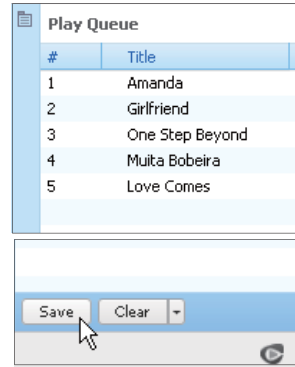 Play Queue
# Title
1 Amanda
2 Girlfriend
3 One Step Beyond
4 Muita Bobeira
5 Love Comes
Save Clear